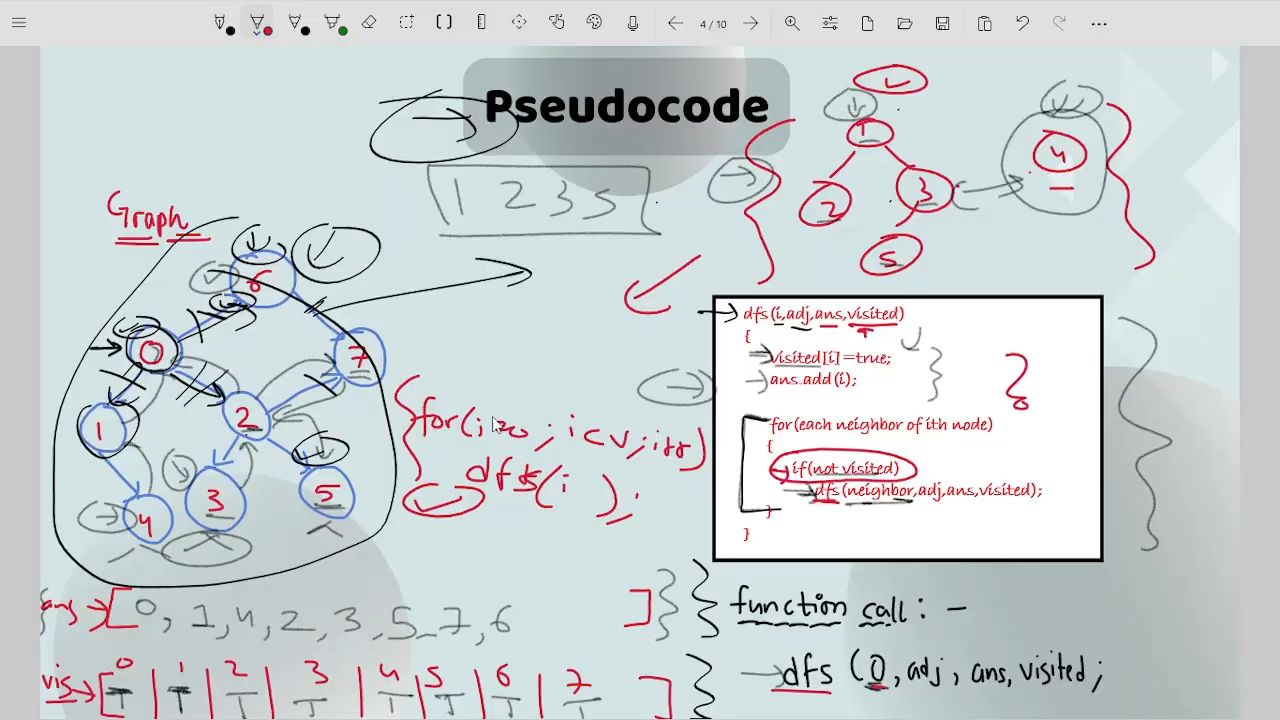 4 / 10
Pseudocode
1 2 3 5
Graph
6
0
7
1
2
3
5
4
1
2
3
5
4
for(i=0 ; i<v ; i++)
dfs(i );
dfs(i,adj,ans,visited)
{
visited[i]=true;
ans.add(i);
for(each neighbor of ith node)
{
if(not visited)
dfs(neighbor,adj,ans,visited);
}
}
ans→[ 0, 1, 4, 2, 3, 5 7, 6 ]
0 1 2 3 4 5 6 7
vis→[ T | T | T | T | T | T | T | T ]
function call: -
→dfs (0, adj, ans, visited;